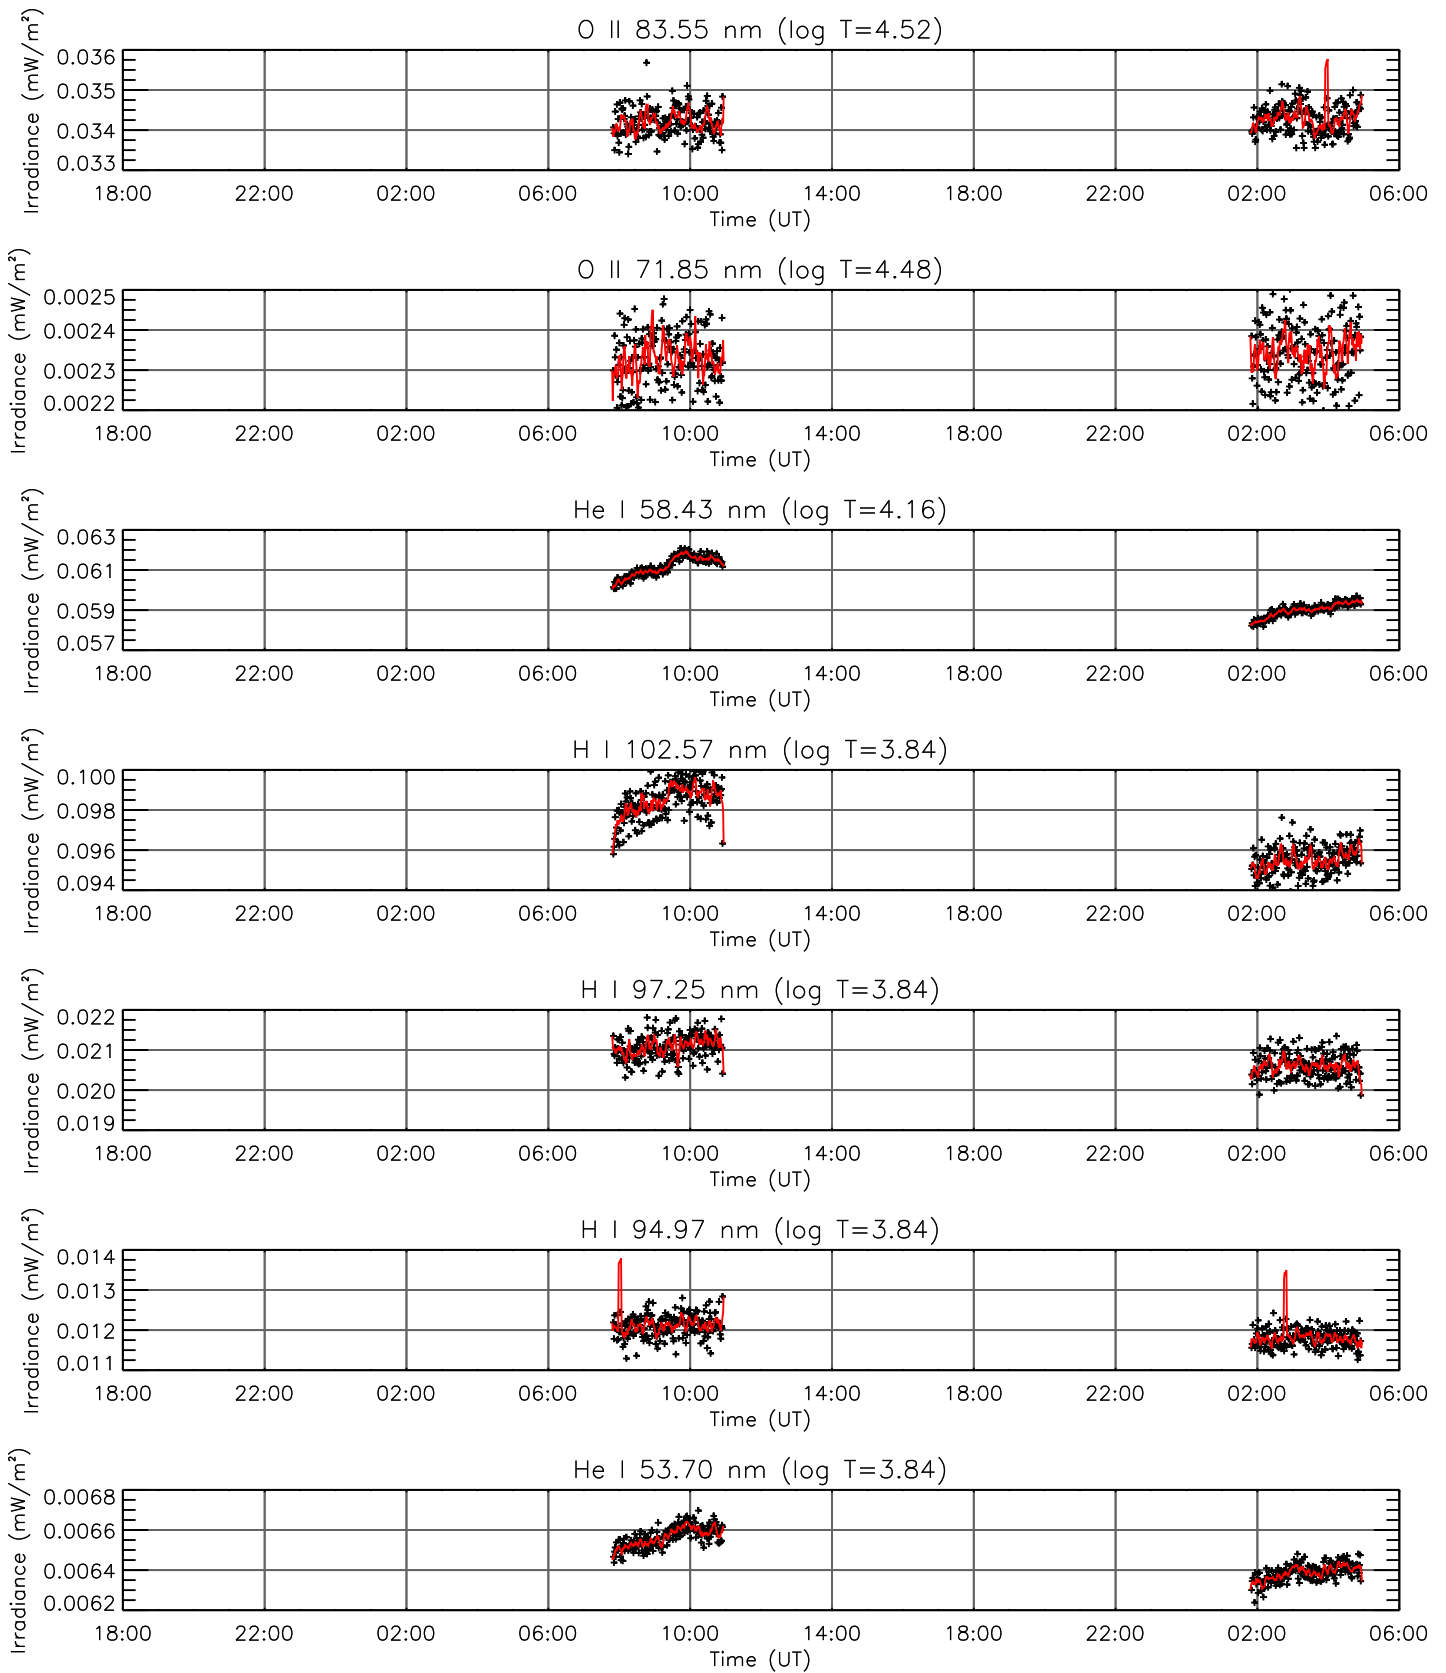 O II 83.55 nm (log T=4.52)
Irradiance (mW/m²)
0.036
0.035
0.034
0.033
18:00 22:00 02:00 06:00 10:00 14:00 18:00 22:00 02:00 06:00
Time (UT)
O II 71.85 nm (log T=4.48)
Irradiance (mW/m²)
0.0025
0.0024
0.0023
0.0022
18:00 22:00 02:00 06:00 10:00 14:00 18:00 22:00 02:00 06:00
Time (UT)
He I 58.43 nm (log T=4.16)
Irradiance (mW/m²)
0.063
0.061
0.059
0.057
18:00 22:00 02:00 06:00 10:00 14:00 18:00 22:00 02:00 06:00
Time (UT)
H I 102.57 nm (log T=3.84)
Irradiance (mW/m²)
0.100
0.098
0.096
0.094
18:00 22:00 02:00 06:00 10:00 14:00 18:00 22:00 02:00 06:00
Time (UT)
H I 97.25 nm (log T=3.84)
Irradiance (mW/m²)
0.022
0.021
0.020
0.019
18:00 22:00 02:00 06:00 10:00 14:00 18:00 22:00 02:00 06:00
Time (UT)
H I 94.97 nm (log T=3.84)
Irradiance (mW/m²)
0.014
0.013
0.012
0.011
18:00 22:00 02:00 06:00 10:00 14:00 18:00 22:00 02:00 06:00
Time (UT)
He I 53.70 nm (log T=3.84)
Irradiance (mW/m²)
0.0068
0.0066
0.0064
0.0062
18:00 22:00 02:00 06:00 10:00 14:00 18:00 22:00 02:00 06:00
Time (UT)